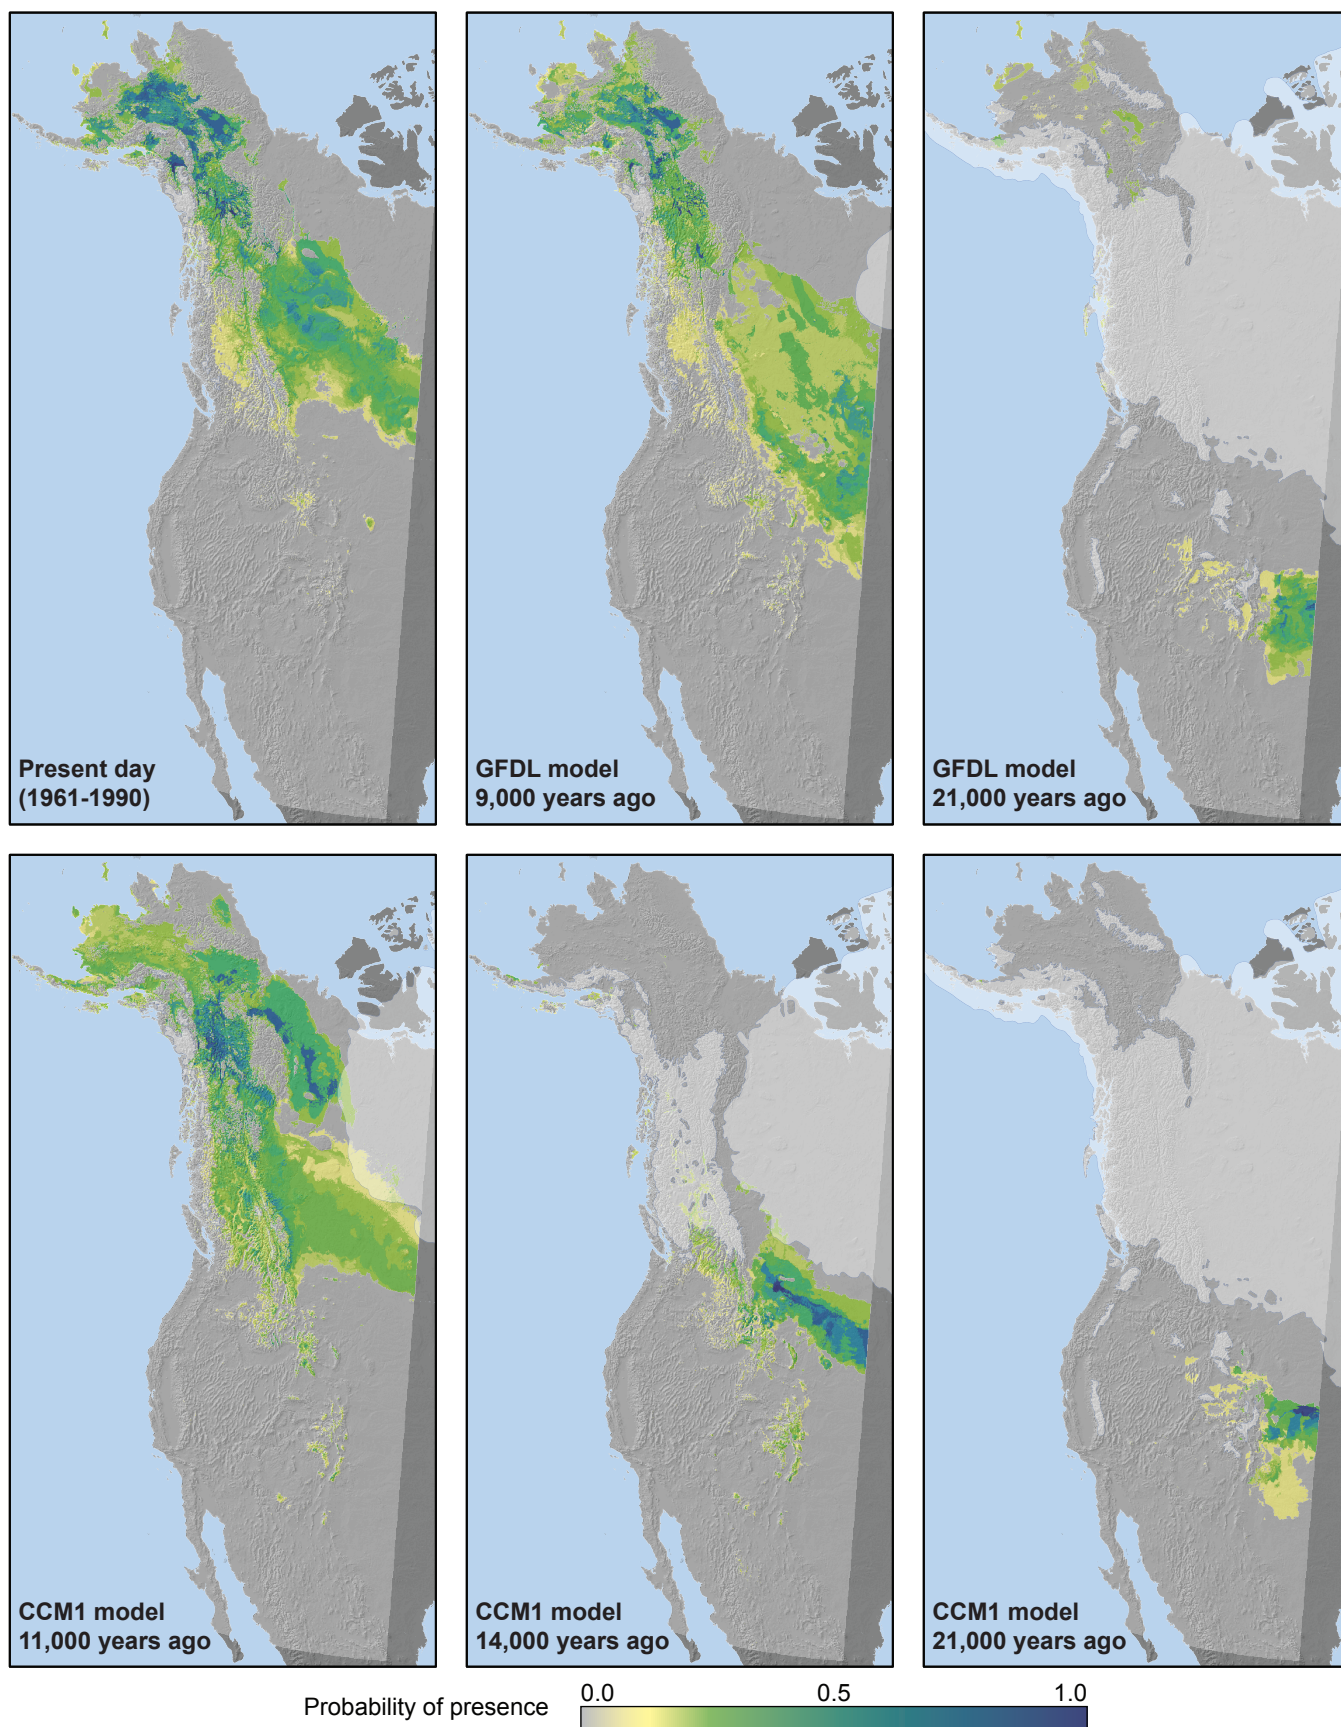 Present day
(1961-1990)
GFDL model
9,000 years ago
GFDL model
21,000 years ago
CCM1 model
11,000 years ago
CCM1 model
14,000 years ago
CCM1 model
21,000 years ago
Probability of presence
0.0 0.5 1.0